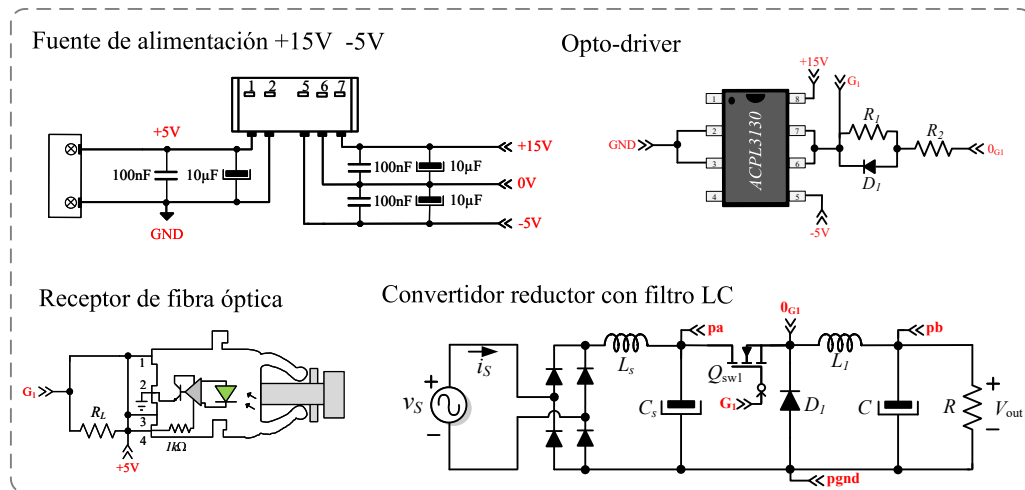 Fuente de alimentación +15V -5V
1 2 5 6 7
+5V
100nF 10µF
GND
+15V
100nF 10µF
0V
100nF 10µF
-5V
Opto-driver
+15V
G1
1 8
2 7
3 6
4 5
ACPL3130
GND
R1
R2
D1
0G1
-5V
Receptor de fibra óptica
1
2
3
4
G1
RL
1kΩ
+5V
Convertidor reductor con filtro LC
+
vS
−
iS
Ls
pa
Cs
Qsw1
G1
0G1
D1
L1
pb
C
R
+
Vout
−
pgnd